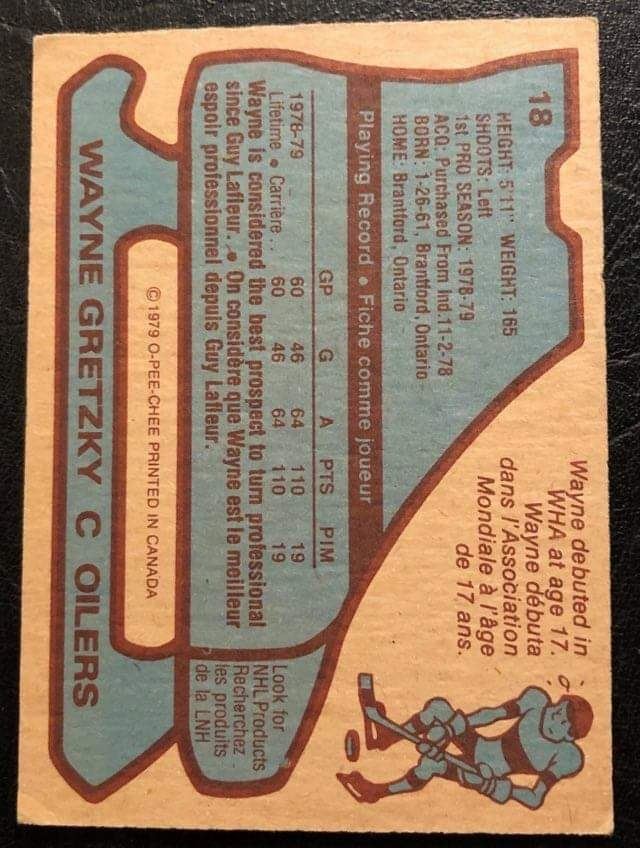 18
HEIGHT: 5'11" WEIGHT: 165
SHOOTS: Left
1st PRO SEASON: 1978-79
ACQ: Purchased From Ind.11-2-78
BORN: 1-26-61, Brantford, Ontario
HOME: Brantford, Ontario
Wayne debuted in
WHA at age 17.
Wayne débuta
dans l'Association
Mondiale à l'âge
de 17 ans.
Playing Record • Fiche comme joueur
GP G A PTS PIM
1978-79 60 46 64 110 19
Lifetime • Carrière .. 60 46 64 110 19
Wayne is considered the best prospect to turn professional
since Guy Lafleur. • On considère que Wayne est le meilleur
espoir professionnel depuis Guy Lafleur.
Look for
NHL Products
Recherchez
les produits
de la LNH
© 1979 O-PEE-CHEE PRINTED IN CANADA
WAYNE GRETZKY C OILERS